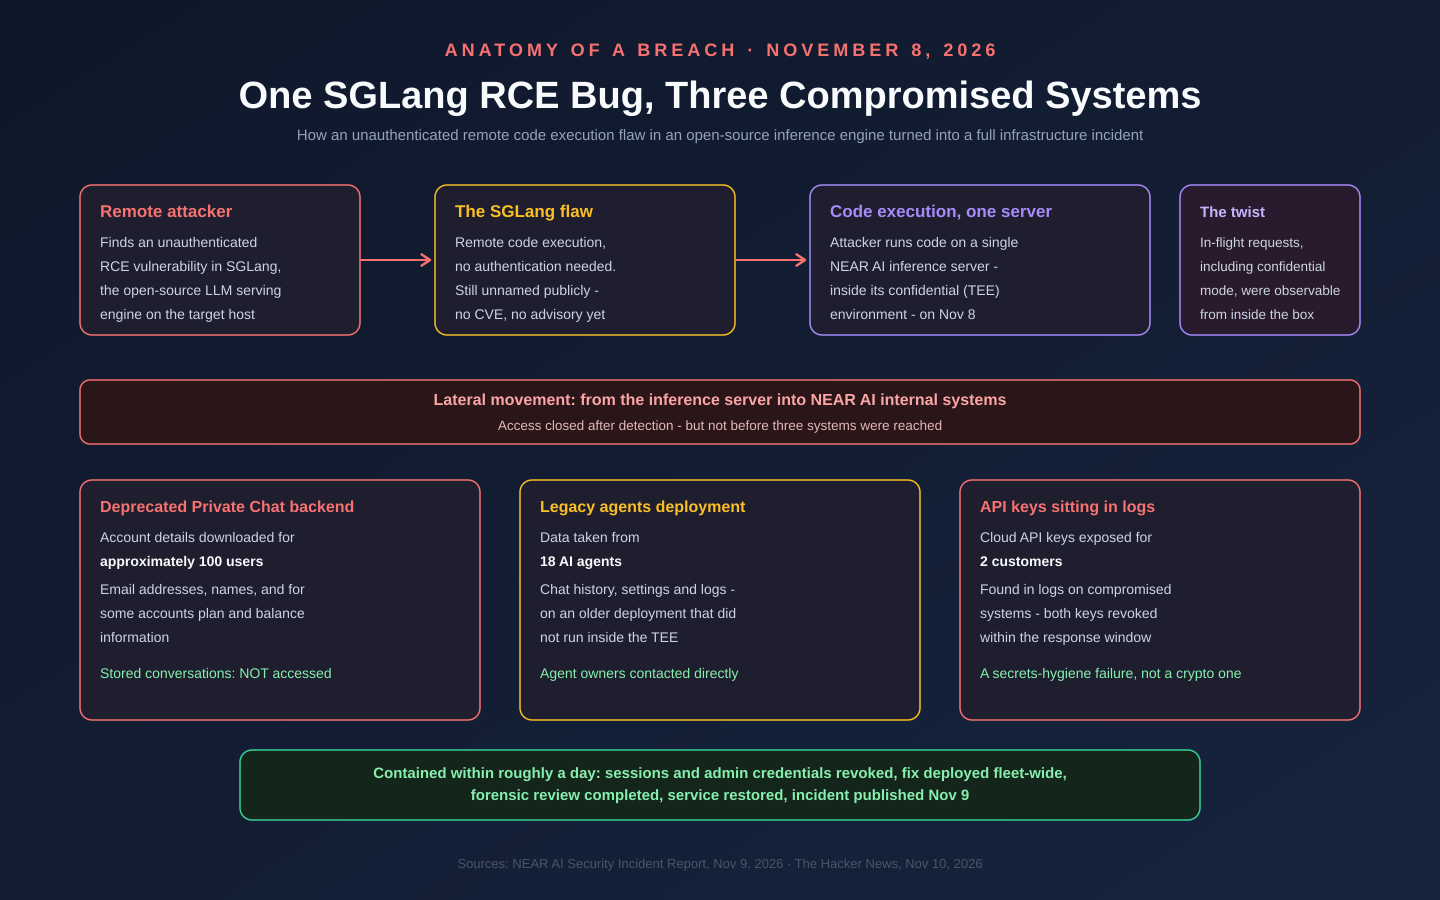 ANATOMY OF A BREACH · NOVEMBER 8, 2026
One SGLang RCE Bug, Three Compromised Systems
How an unauthenticated remote code execution flaw in an open-source inference engine turned into a full infrastructure incident
Remote attacker
Finds an unauthenticated
RCE vulnerability in SGLang,
the open-source LLM serving
engine on the target host
The SGLang flaw
Remote code execution,
no authentication needed.
Still unnamed publicly -
no CVE, no advisory yet
Code execution, one server
Attacker runs code on a single
NEAR AI inference server -
inside its confidential (TEE)
environment - on Nov 8
The twist
In-flight requests,
including confidential
mode, were observable
from inside the box
Lateral movement: from the inference server into NEAR AI internal systems
Access closed after detection - but not before three systems were reached
Deprecated Private Chat backend
Account details downloaded for
approximately 100 users
Email addresses, names, and for
some accounts plan and balance
information
Stored conversations: NOT accessed
Legacy agents deployment
Data taken from
18 AI agents
Chat history, settings and logs -
on an older deployment that did
not run inside the TEE
Agent owners contacted directly
API keys sitting in logs
Cloud API keys exposed for
2 customers
Found in logs on compromised
systems - both keys revoked
within the response window
A secrets-hygiene failure, not a crypto one
Contained within roughly a day: sessions and admin credentials revoked, fix deployed fleet-wide,
forensic review completed, service restored, incident published Nov 9
Sources: NEAR AI Security Incident Report, Nov 9, 2026 · The Hacker News, Nov 10, 2026